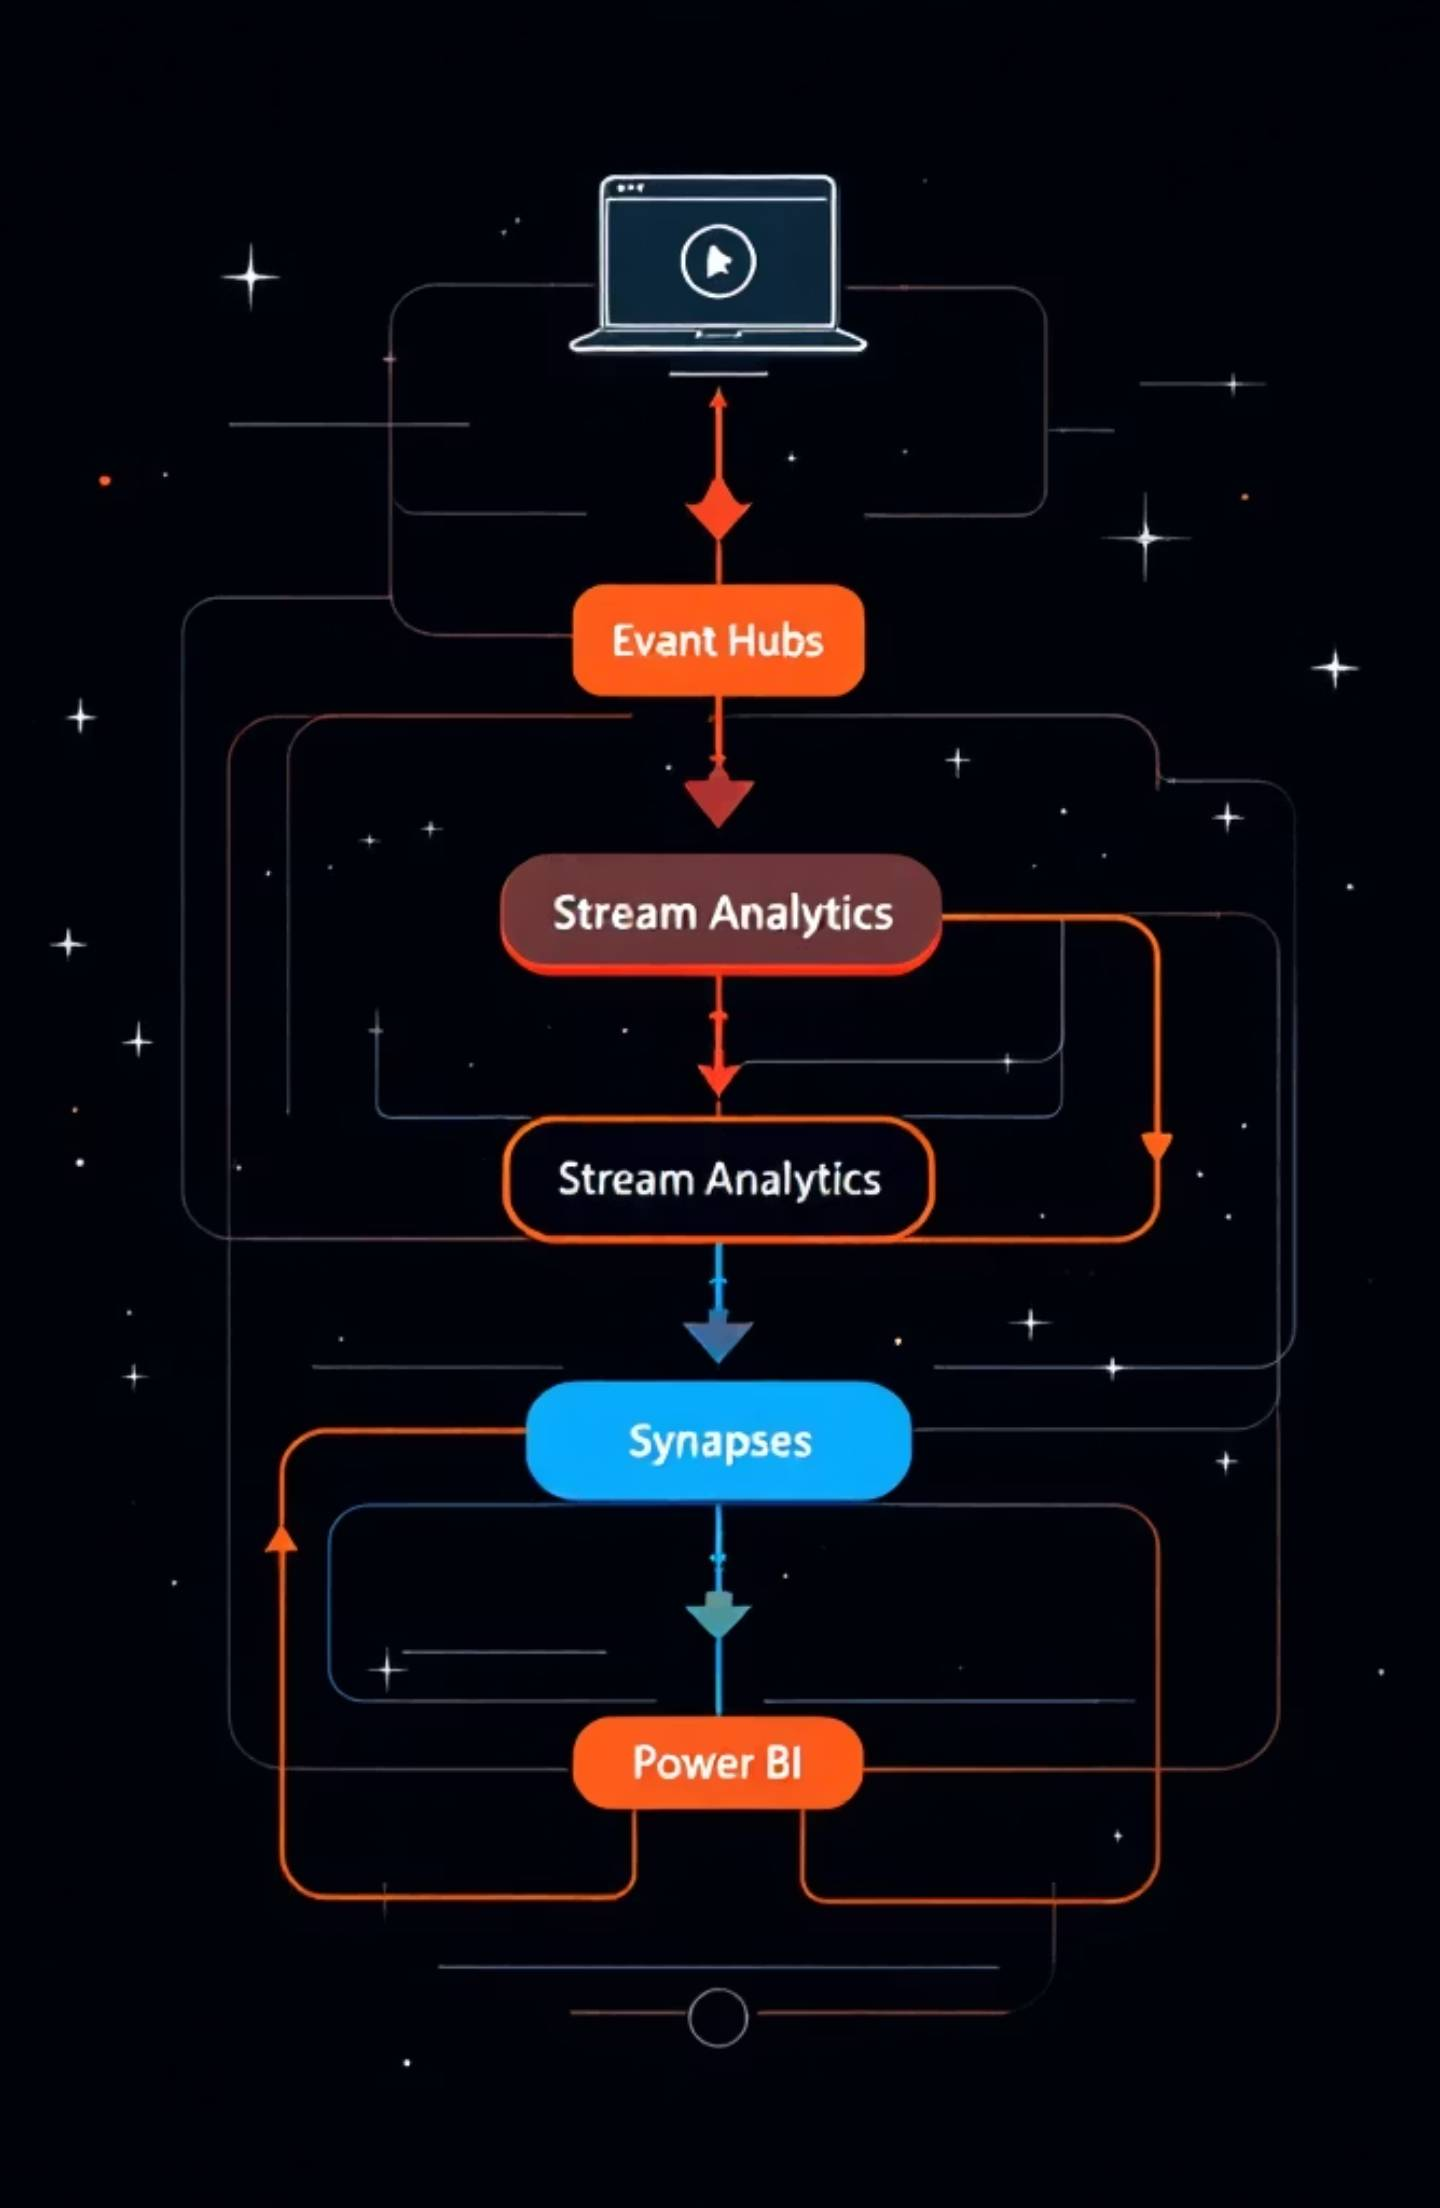 Evant Hubs
Stream Analytics
Stream Analytics
Synapses
Power BI